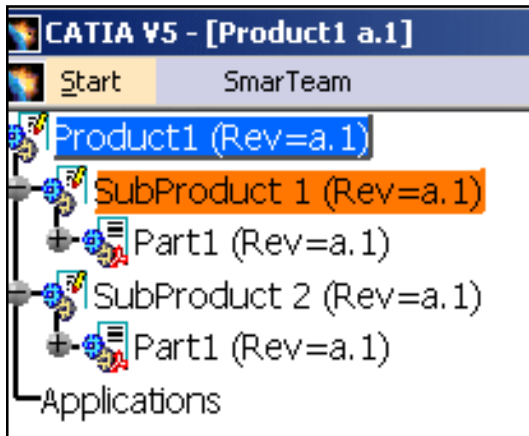 CATIA V5 - [Product1 a.1]
Start SmarTeam
Product1 (Rev=a.1)
SubProduct 1 (Rev=a.1)
Part1 (Rev=a.1)
SubProduct 2 (Rev=a.1)
Part1 (Rev=a.1)
Applications